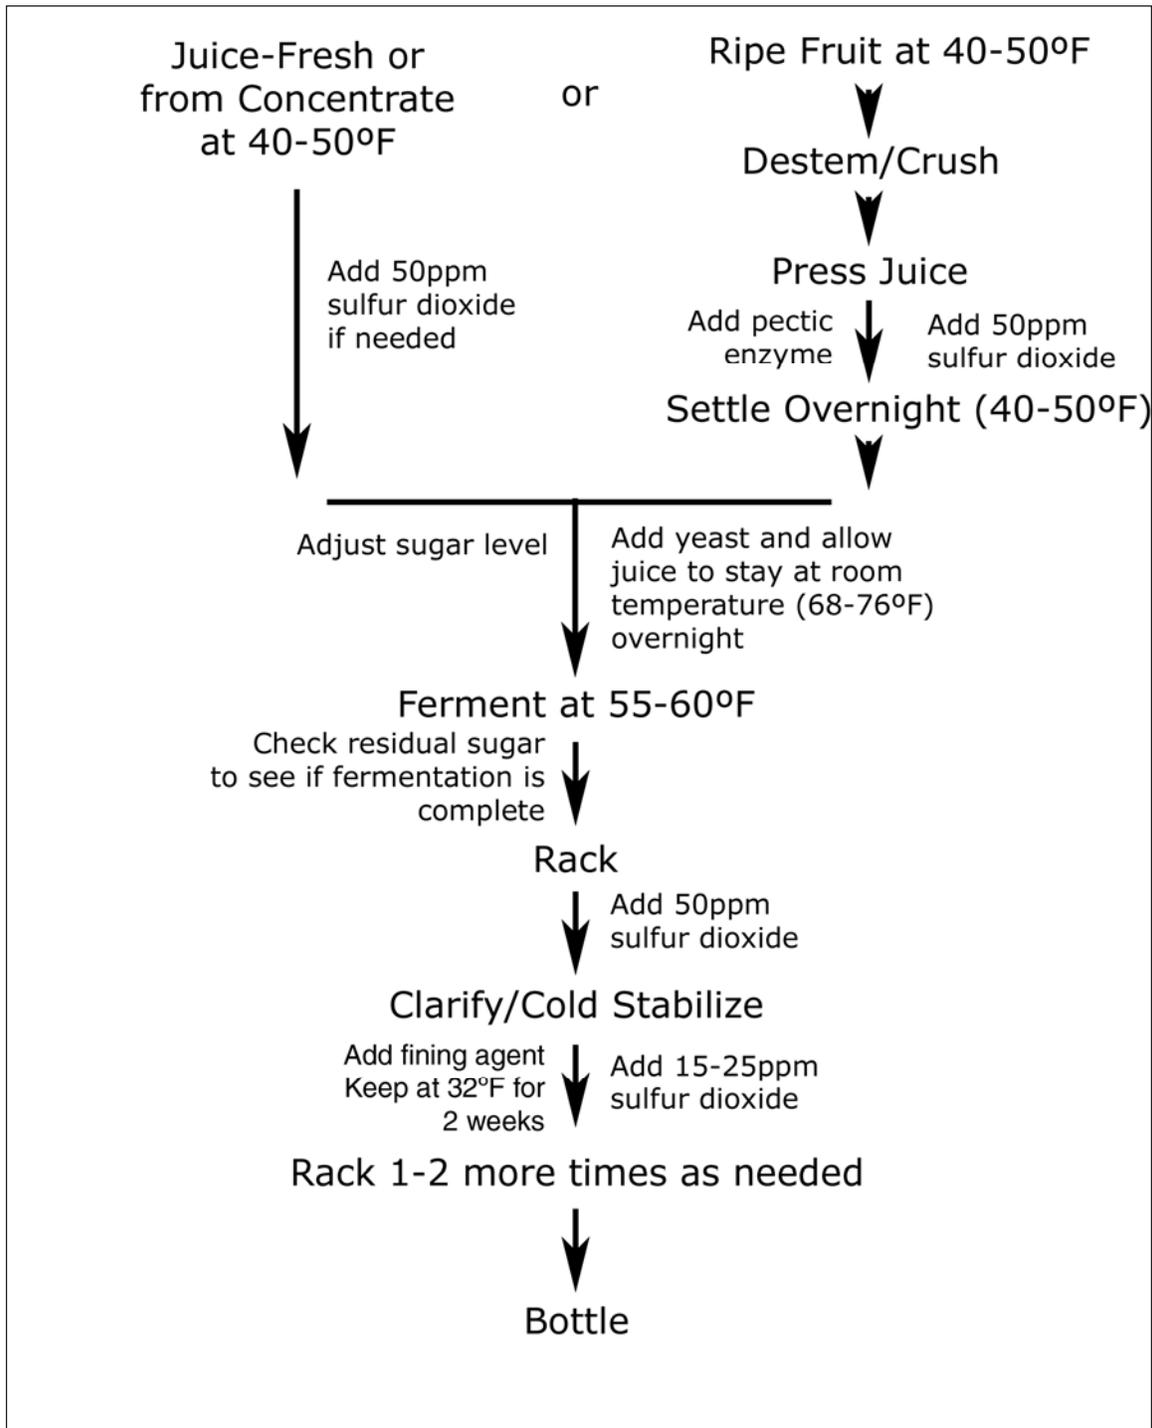 Juice-Fresh or
from Concentrate
at 40-50ºF
or
Ripe Fruit at 40-50ºF
Destem/Crush
Press Juice
Add 50ppm
sulfur dioxide
if needed
Add pectic
enzyme
Add 50ppm
sulfur dioxide
Settle Overnight (40-50ºF)
Adjust sugar level
Add yeast and allow
juice to stay at room
temperature (68-76ºF)
overnight
Ferment at 55-60ºF
Check residual sugar
to see if fermentation is
complete
Rack
Add 50ppm
sulfur dioxide
Clarify/Cold Stabilize
Add fining agent
Keep at 32ºF for
2 weeks
Add 15-25ppm
sulfur dioxide
Rack 1-2 more times as needed
Bottle